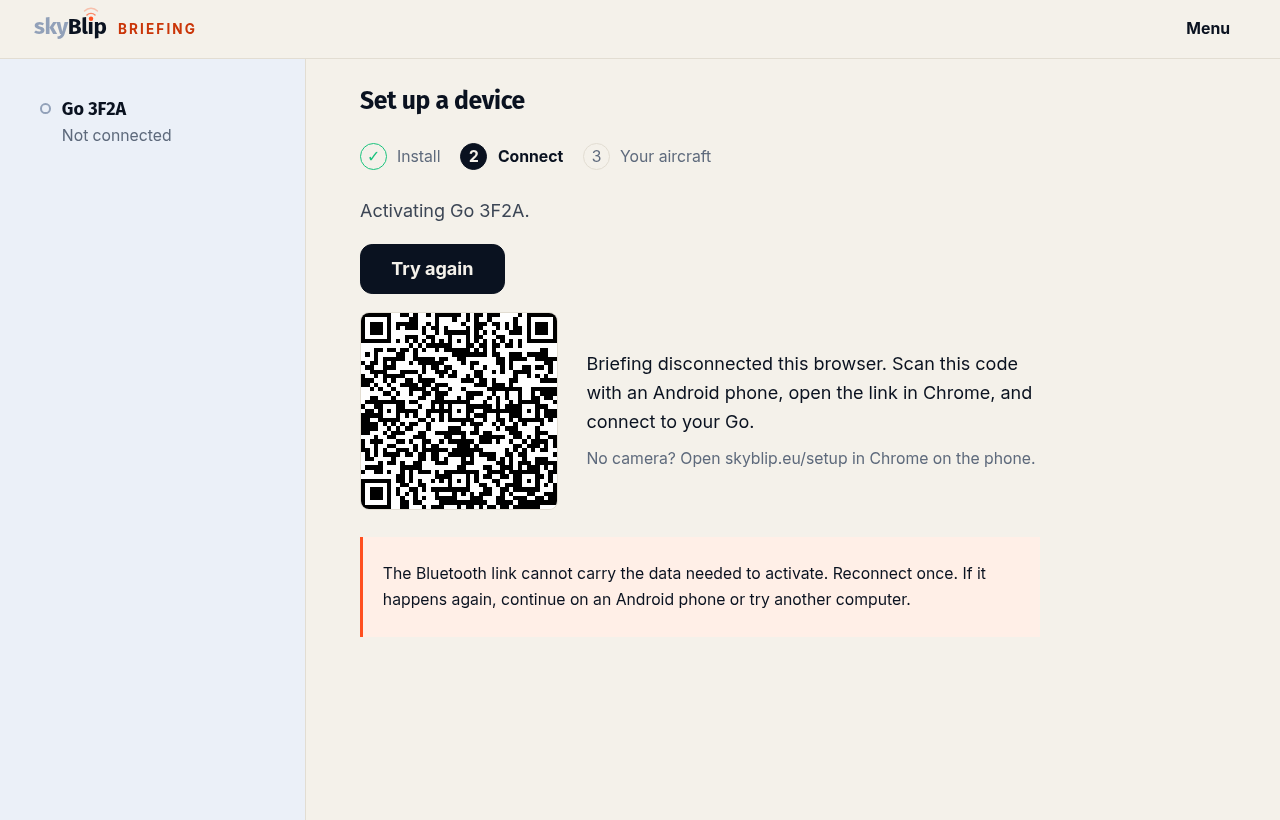 skyBlip BRIEFING
Menu
Go 3F2A
Not connected
Set up a device
✓ Install 2 Connect 3 Your aircraft
Activating Go 3F2A.
Try again
Briefing disconnected this browser. Scan this code
with an Android phone, open the link in Chrome, and
connect to your Go.
No camera? Open skyblip.eu/setup in Chrome on the phone.
The Bluetooth link cannot carry the data needed to activate. Reconnect once. If it
happens again, continue on an Android phone or try another computer.